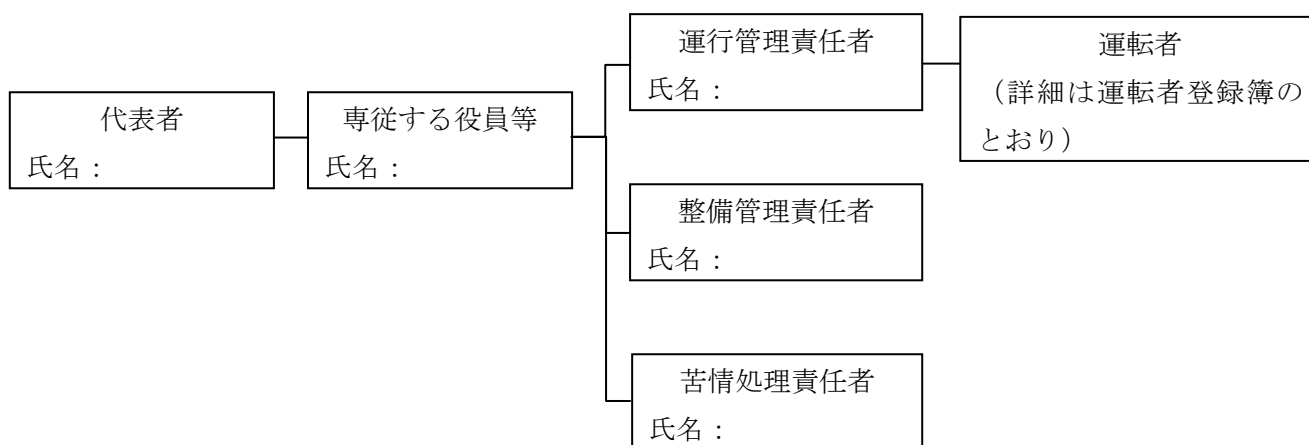 代表者
氏名：
専従する役員等
氏名：
運行管理責任者
氏名：
運転者
（詳細は運転者登録簿の
とおり）
整備管理責任者
氏名：
苦情処理責任者
氏名：